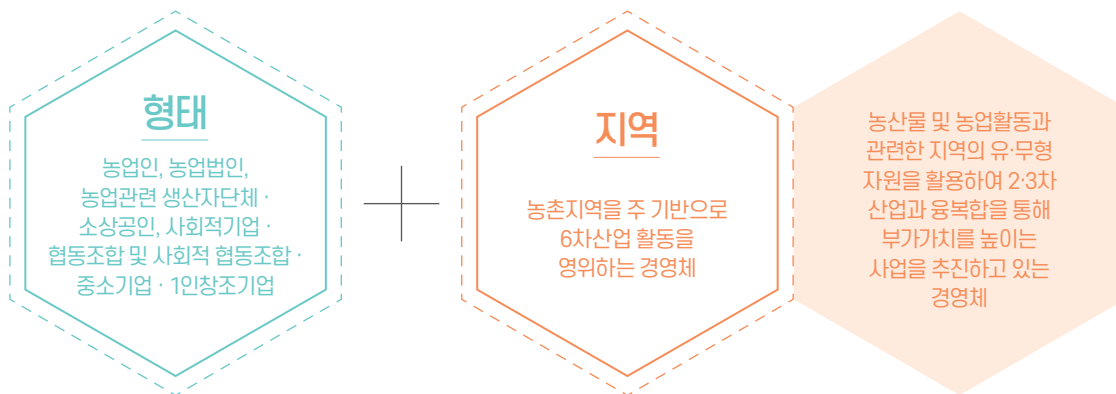 형태
농업인, 농업법인,
농업관련 생산자단체 ·
소상공인, 사회적기업 ·
협동조합 및 사회적 협동조합 ·
중소기업 · 1인창조기업
지역
농촌지역을 주 기반으로
6차산업 활동을
영위하는 경영체
농산물 및 농업활동과
관련한 지역의 유·무형
자원을 활용하여 2·3차
산업과 융복합을 통해
부가가치를 높이는
사업을 추진하고 있는
경영체